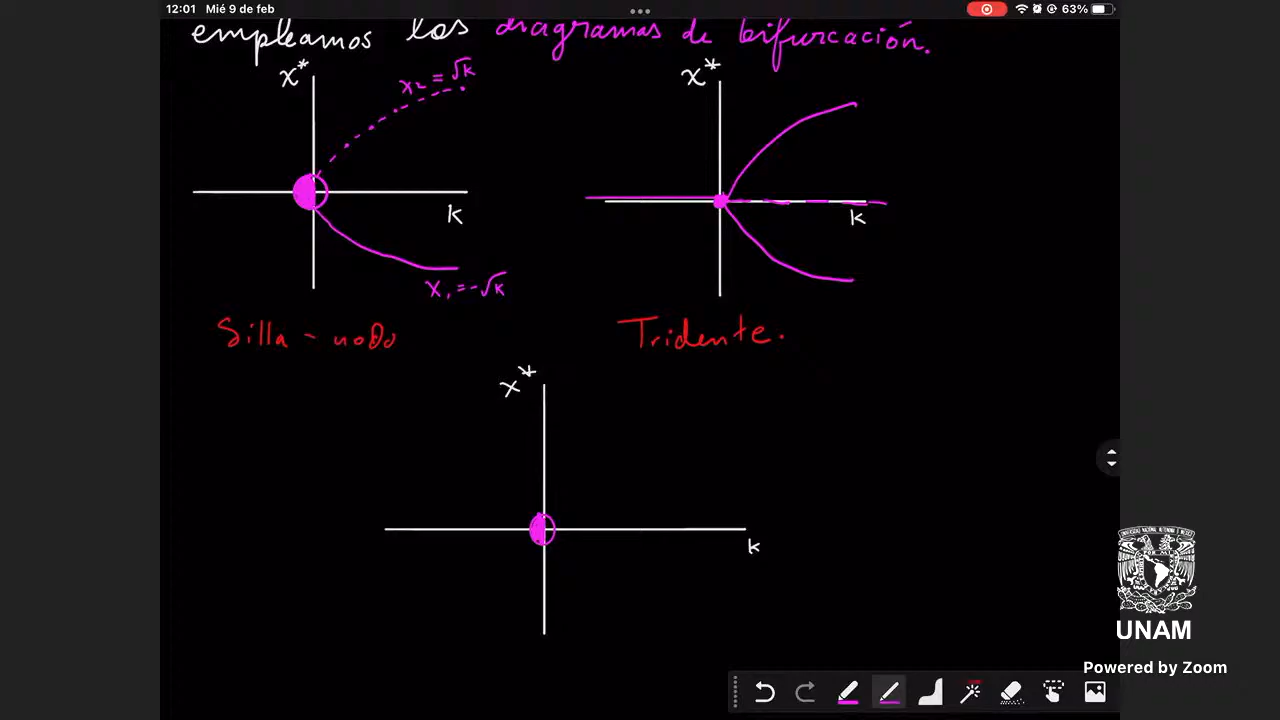 12:01 Mié 9 de feb
63%
empleamos los diagramas de bifurcación.
x*
x₂ = √k
k
x₁ = -√k
x*
k
Silla - nodo
Tridente.
x*
k
UNAM
Powered by Zoom